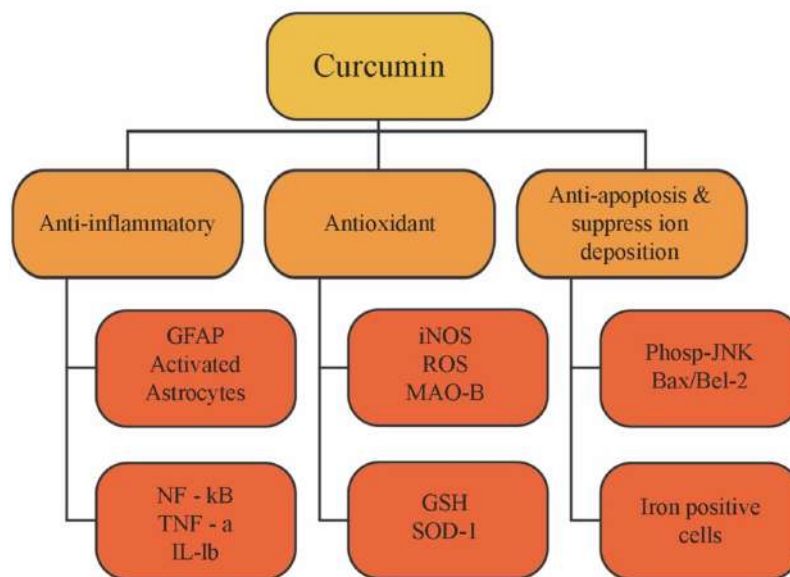 Curcumin
Anti-inflammatory
Antioxidant
Anti-apoptosis &
suppress ion
deposition
GFAP
Activated
Astrocytes
iNOS
ROS
MAO-B
Phosp-JNK
Bax/Bel-2
NF - kB
TNF - a
IL-Ib
GSH
SOD-1
Iron positive
cells